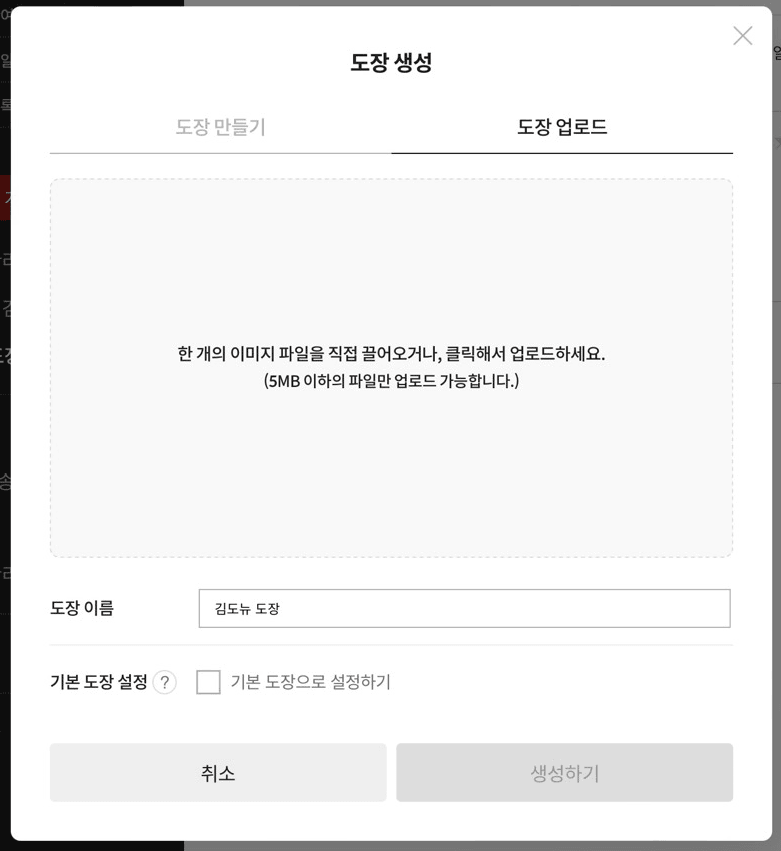 도장 생성
도장 만들기
도장 업로드
한 개의 이미지 파일을 직접 끌어오거나, 클릭해서 업로드하세요.
(5MB 이하의 파일만 업로드 가능합니다.)
도장 이름
김도뉴 도장
기본 도장 설정 ?
기본 도장으로 설정하기
취소
생성하기